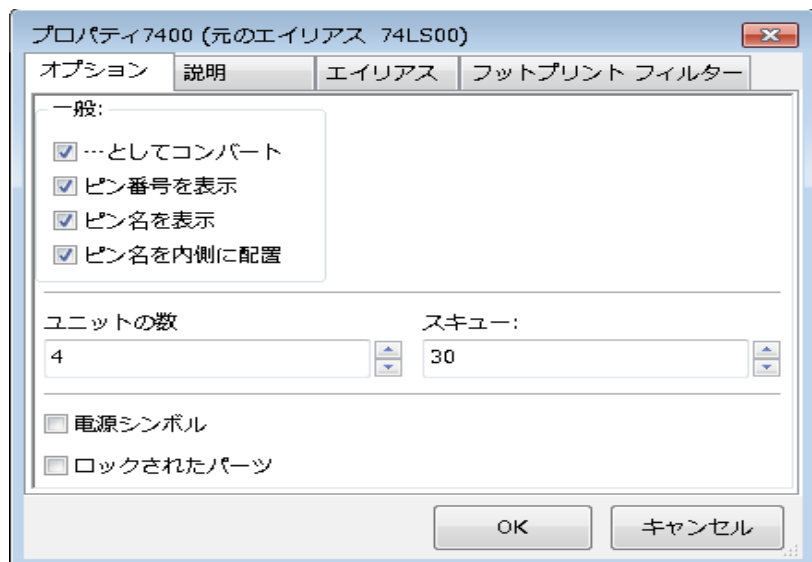 プロパティ7400 (元のエイリアス 74LS00)
オプション 説明 エイリアス フットプリント フィルター
一般:
…としてコンバート
ピン番号を表示
ピン名を表示
ピン名を内側に配置
ユニットの数 スキュー:
4 30
電源シンボル
ロックされたパーツ
OK キャンセル